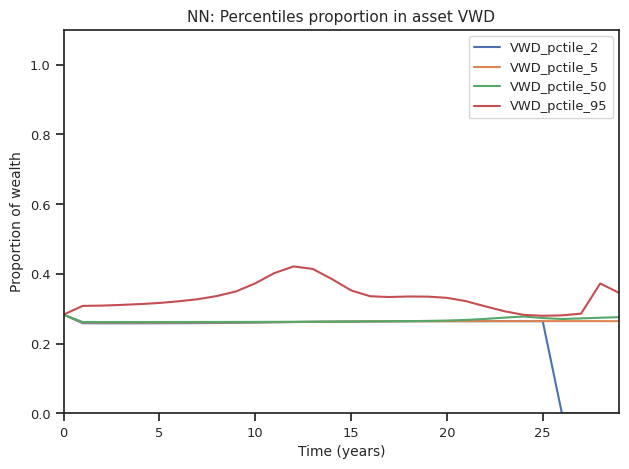 NN: Percentiles proportion in asset VWD
VWD_pctile_2
VWD_pctile_5
VWD_pctile_50
VWD_pctile_95
Proportion of wealth
1.0
0.8
0.6
0.4
0.2
0.0
0 5 10 15 20 25
Time (years)